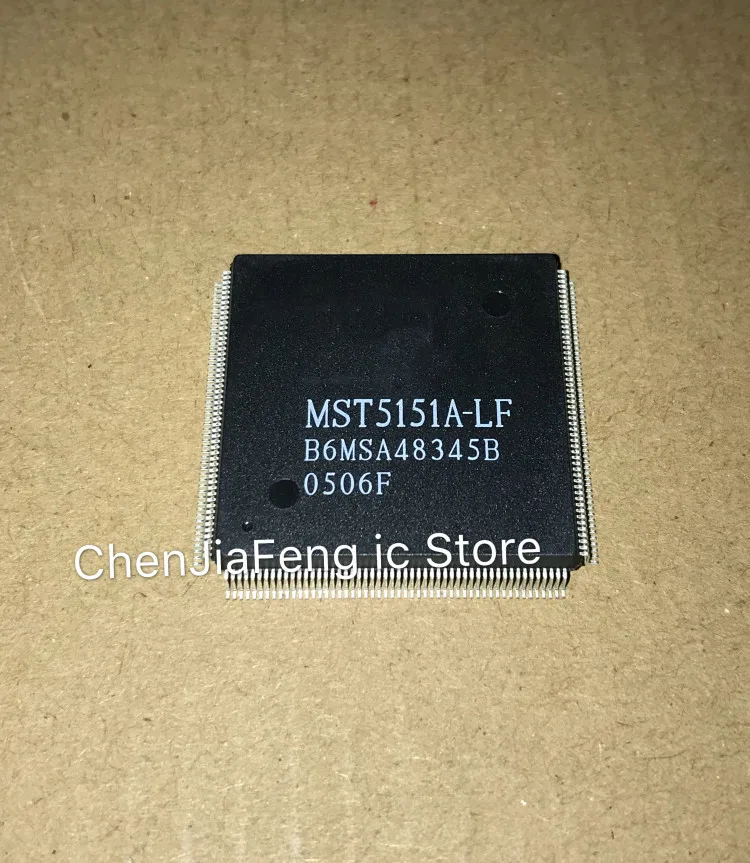 MST5151A-LF
B6MSA48345B
0506F
ChenJiaFeng ic Store